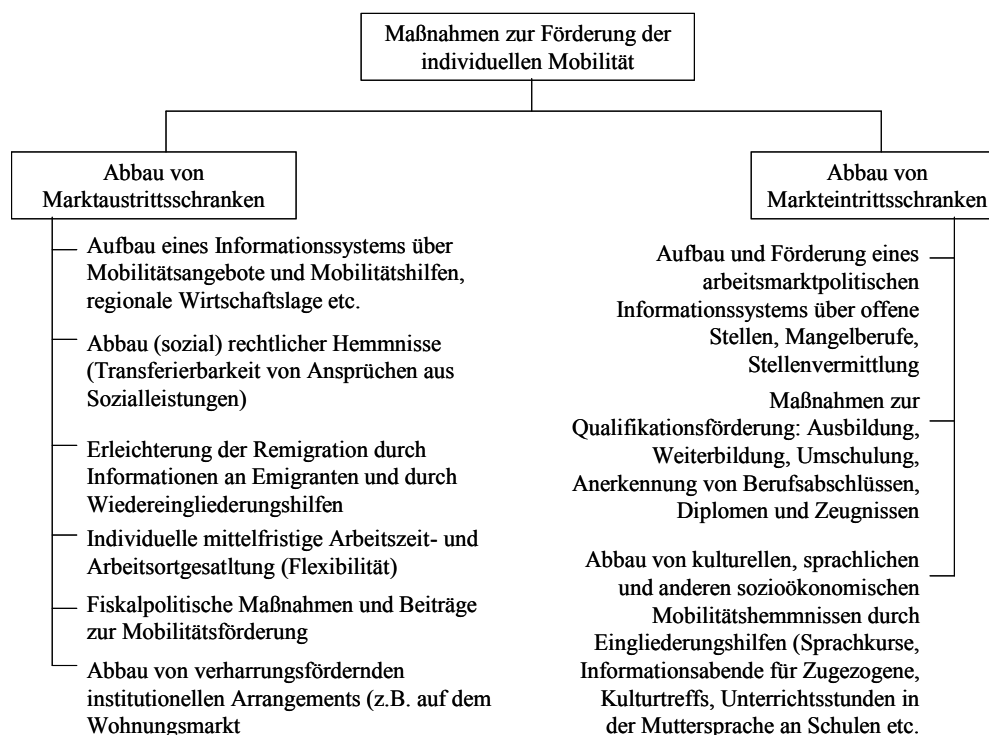 Maßnahmen zur Förderung der
individuellen Mobilität
Abbau von
Marktaustrittsschranken
Aufbau eines Informationssystems über
Mobilitätsangebote und Mobilitätshilfen,
regionale Wirtschaftslage etc.
Abbau (sozial) rechtlicher Hemmnisse
(Transferierbarkeit von Ansprüchen aus
Sozialleistungen)
Erleichterung der Remigration durch
Informationen an Emigranten und durch
Wiedereingliederungshilfen
Individuelle mittelfristige Arbeitszeit- und
Arbeitsortgesatltung (Flexibilität)
Fiskalpolitische Maßnahmen und Beiträge
zur Mobilitätsförderung
Abbau von verharrungsfördernden
institutionellen Arrangements (z.B. auf dem
Wohnungsmarkt
Abbau von
Markteintrittsschranken
Aufbau und Förderung eines
arbeitsmarktpolitischen
Informationssystems über offene
Stellen, Mangelberufe,
Stellenvermittlung
Maßnahmen zur
Qualifikationsförderung: Ausbildung,
Weiterbildung, Umschulung,
Anerkennung von Berufsabschlüssen,
Diplomen und Zeugnissen
Abbau von kulturellen, sprachlichen
und anderen sozioökonomischen
Mobilitätshemmnissen durch
Eingliederungshilfen (Sprachkurse,
Informationsabende für Zugezogene,
Kulturtreffs, Unterrichtsstunden in
der Muttersprache an Schulen etc.